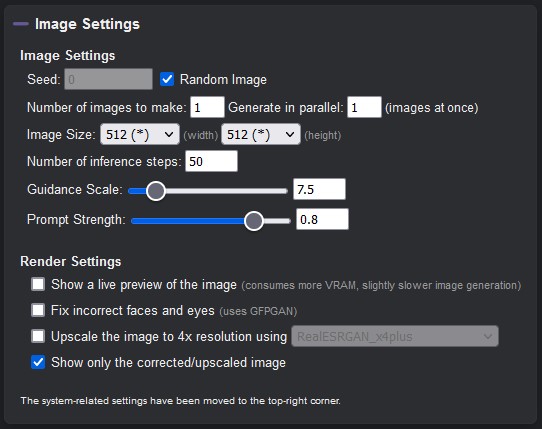 Image Settings
Image Settings
Seed: 0 Random Image
Number of images to make: 1 Generate in parallel: 1 (images at once)
Image Size: 512 (*) (width) 512 (*) (height)
Number of inference steps: 50
Guidance Scale: 7.5
Prompt Strength: 0.8
Render Settings
Show a live preview of the image (consumes more VRAM, slightly slower image generation)
Fix incorrect faces and eyes (uses GFPGAN)
Upscale the image to 4x resolution using RealESRGAN_x4plus
Show only the corrected/upscaled image
The system-related settings have been moved to the top-right corner.